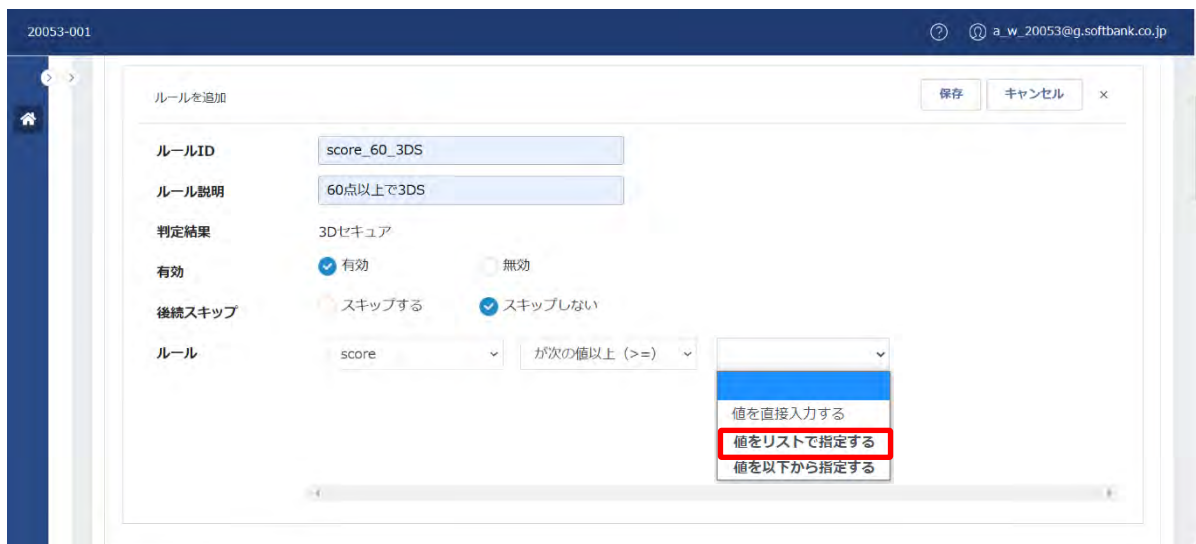 20053-001
a_w_20053@g.softbank.co.jp
ルールを追加
保存
キャンセル
×
ルールID
score_60_3DS
ルール説明
60点以上で3DS
判定結果
3Dセキュア
有効
有効
無効
後続スキップ
スキップする
スキップしない
ルール
score
が次の値以上（>=）
値を直接入力する
値をリストで指定する
値を以下から指定する